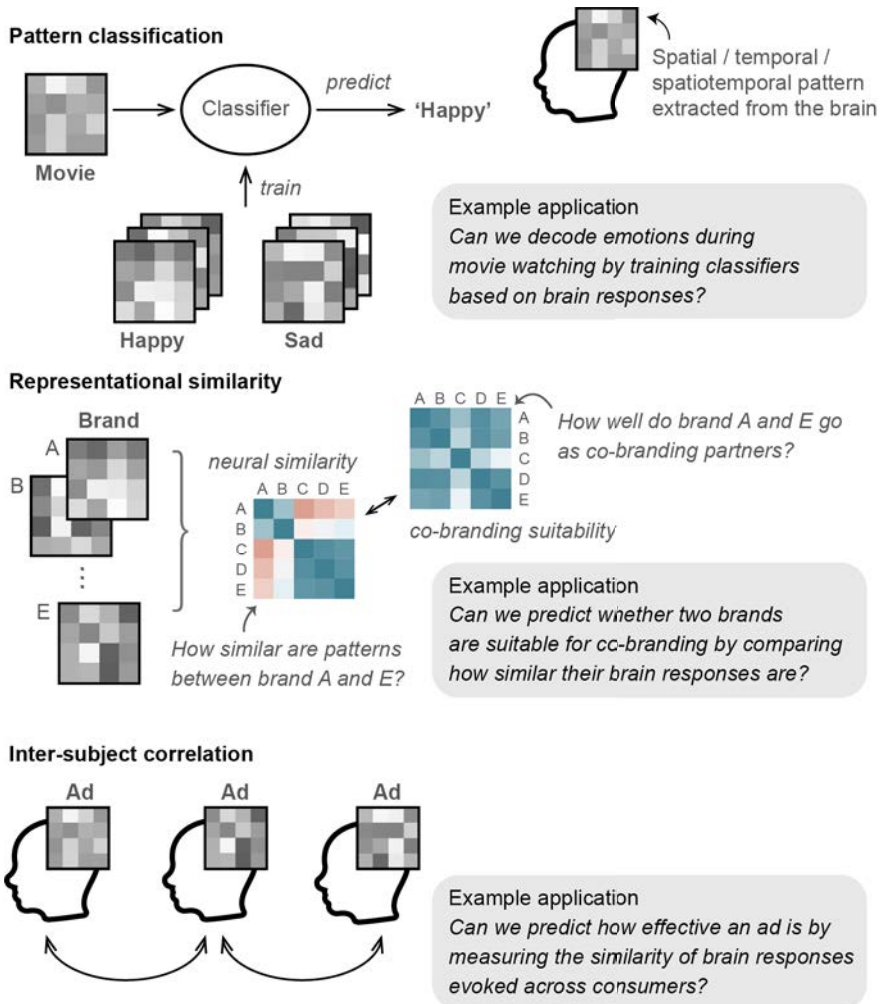 Pattern classification
Movie
Classifier
predict
'Happy'
train
Happy
Sad
Spatial / temporal /
spatiotemporal pattern
extracted from the brain
Example application
Can we decode emotions during
movie watching by training classifiers
based on brain responses?
Representational similarity
Brand
A
B
⋮
E
neural similarity
A B C D E
A
B
C
D
E
How similar are patterns
between brand A and E?
A B C D E
A
B
C
D
E
co-branding suitability
How well do brand A and E go
as co-branding partners?
Example application
Can we predict whether two brands
are suitable for co-branding by comparing
how similar their brain responses are?
Inter-subject correlation
Ad
Ad
Ad
Example application
Can we predict how effective an ad is by
measuring the similarity of brain responses
evoked across consumers?